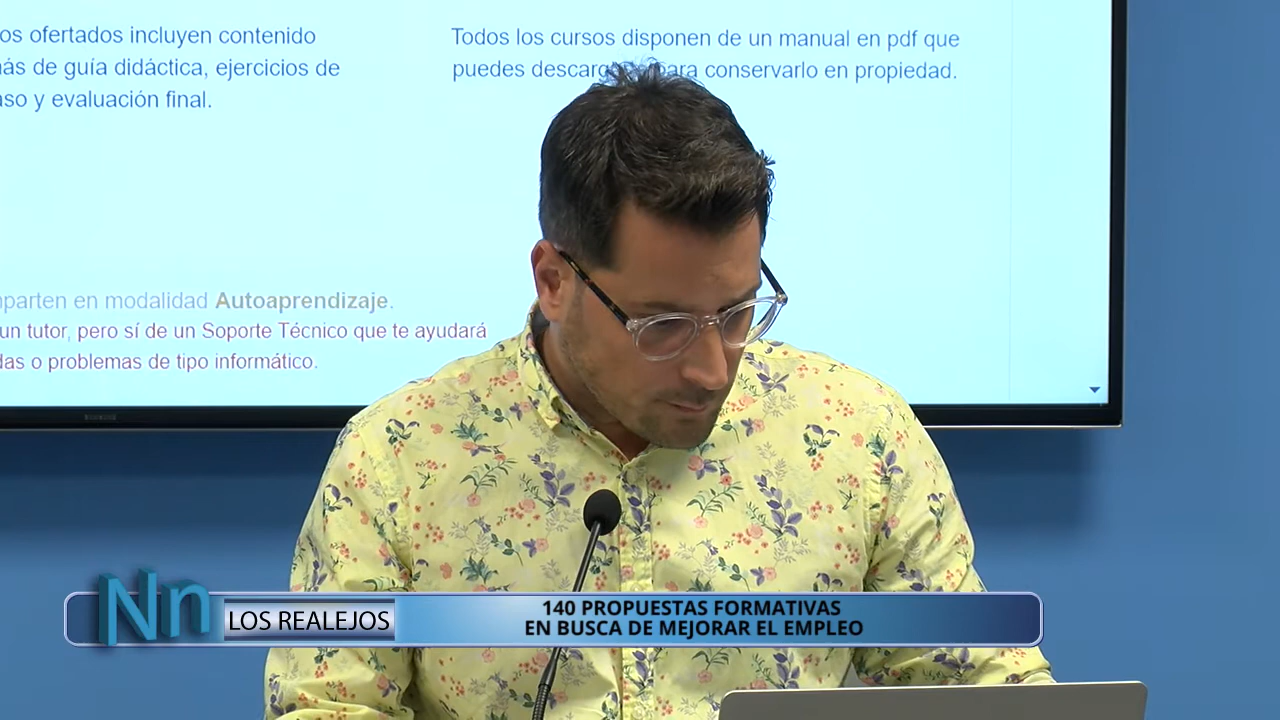 os ofertados incluyen contenido
ás de guía didáctica, ejercicios de
aso y evaluación final.
Todos los cursos disponen de un manual en pdf que
puedes descarg para conservarlo en propiedad.
mparten en modalidad Autoaprendizaje.
un tutor, pero sí de un Soporte Técnico que te ayudará
das o problemas de tipo informático.
SAMSUNG
Nn
LOS REALEJOS
140 PROPUESTAS FORMATIVAS
EN BUSCA DE MEJORAR EL EMPLEO